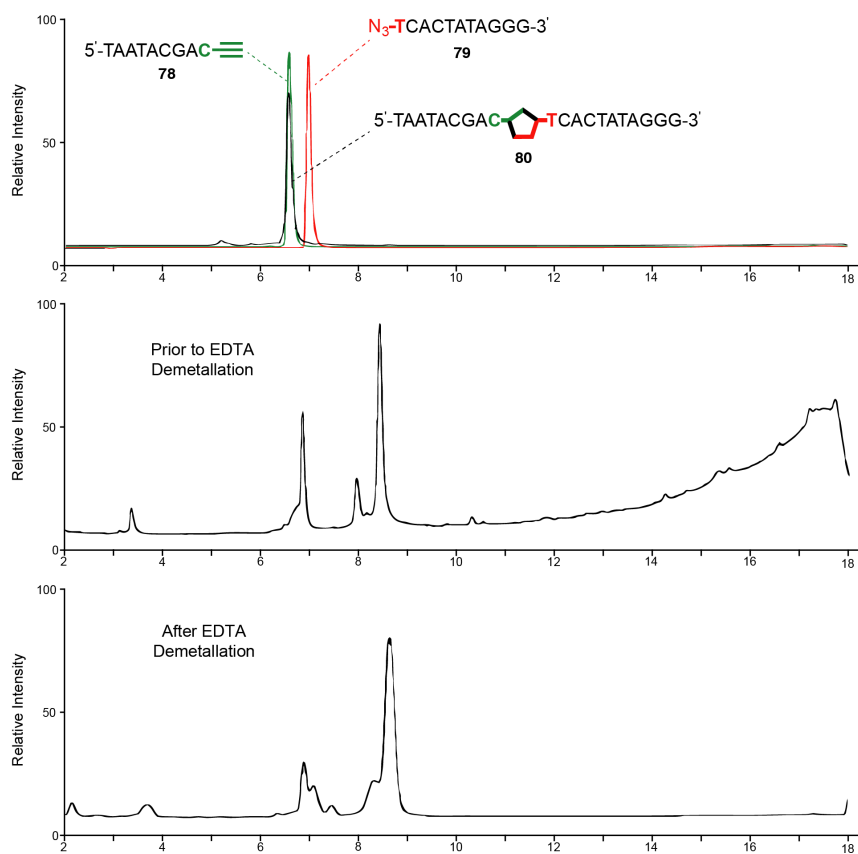 100
Relative Intensity
50
0
5'-TAATACGAC
78
N3-TCACTATAGGG-3'
79
5'-TAATACGAC TCACTATAGGG-3'
80
2 4 6 7 8 10 12 14 16 18
100
Relative Intensity
50
0
Prior to EDTA
Demetallation
2 4 6 7 8 10 12 14 16 18
100
Relative Intensity
50
0
After EDTA
Demetallation
2 4 6 7 8 10 12 14 16 18